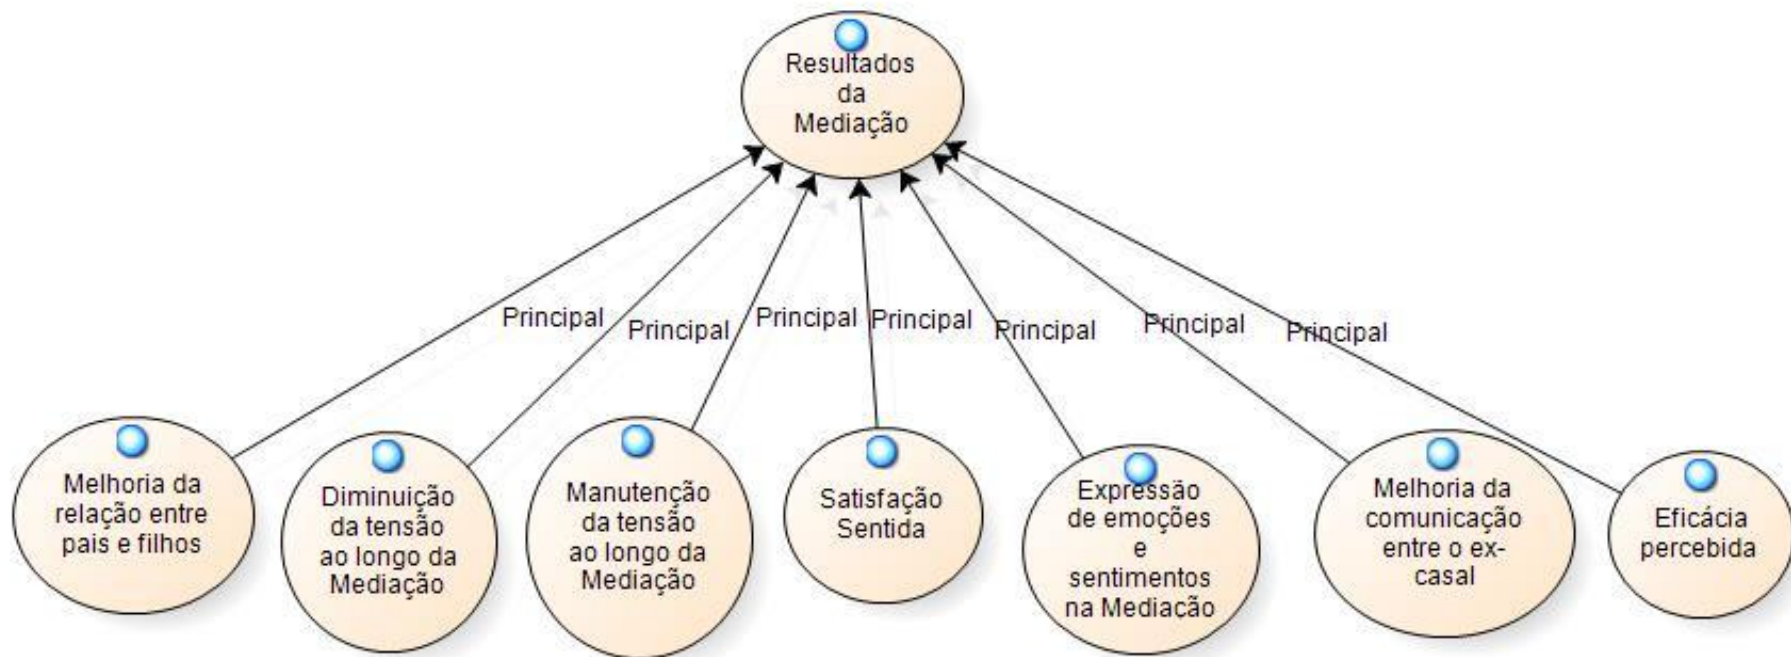 Resultados
da
Mediação
Principal
Principal
Principal
Principal
Principal
Principal
Principal
Melhoria da
relação entre
pais e filhos
Diminuição
da tensão
ao longo da
Mediação
Manutenção
da tensão
ao longo da
Mediação
Satisfação
Sentida
Expressão
de emoções
e
sentimentos
na Mediação
Melhoria da
comunicação
entre o ex-
casal
Eficácia
percebida